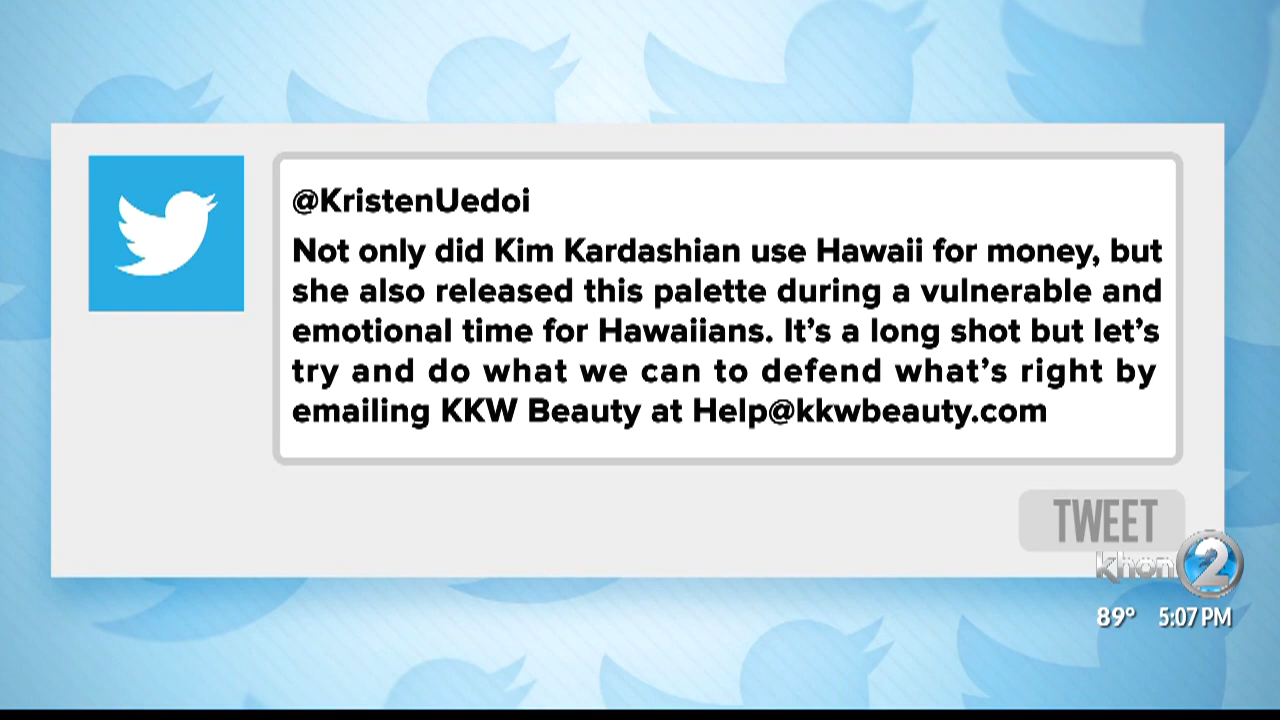 @KristenUedoi
Not only did Kim Kardashian use Hawaii for money, but
she also released this palette during a vulnerable and
emotional time for Hawaiians. It's a long shot but let's
try and do what we can to defend what's right by
emailing KKW Beauty at Help@kkwbeauty.com
TWEET
khon 2
89° 5:07 PM